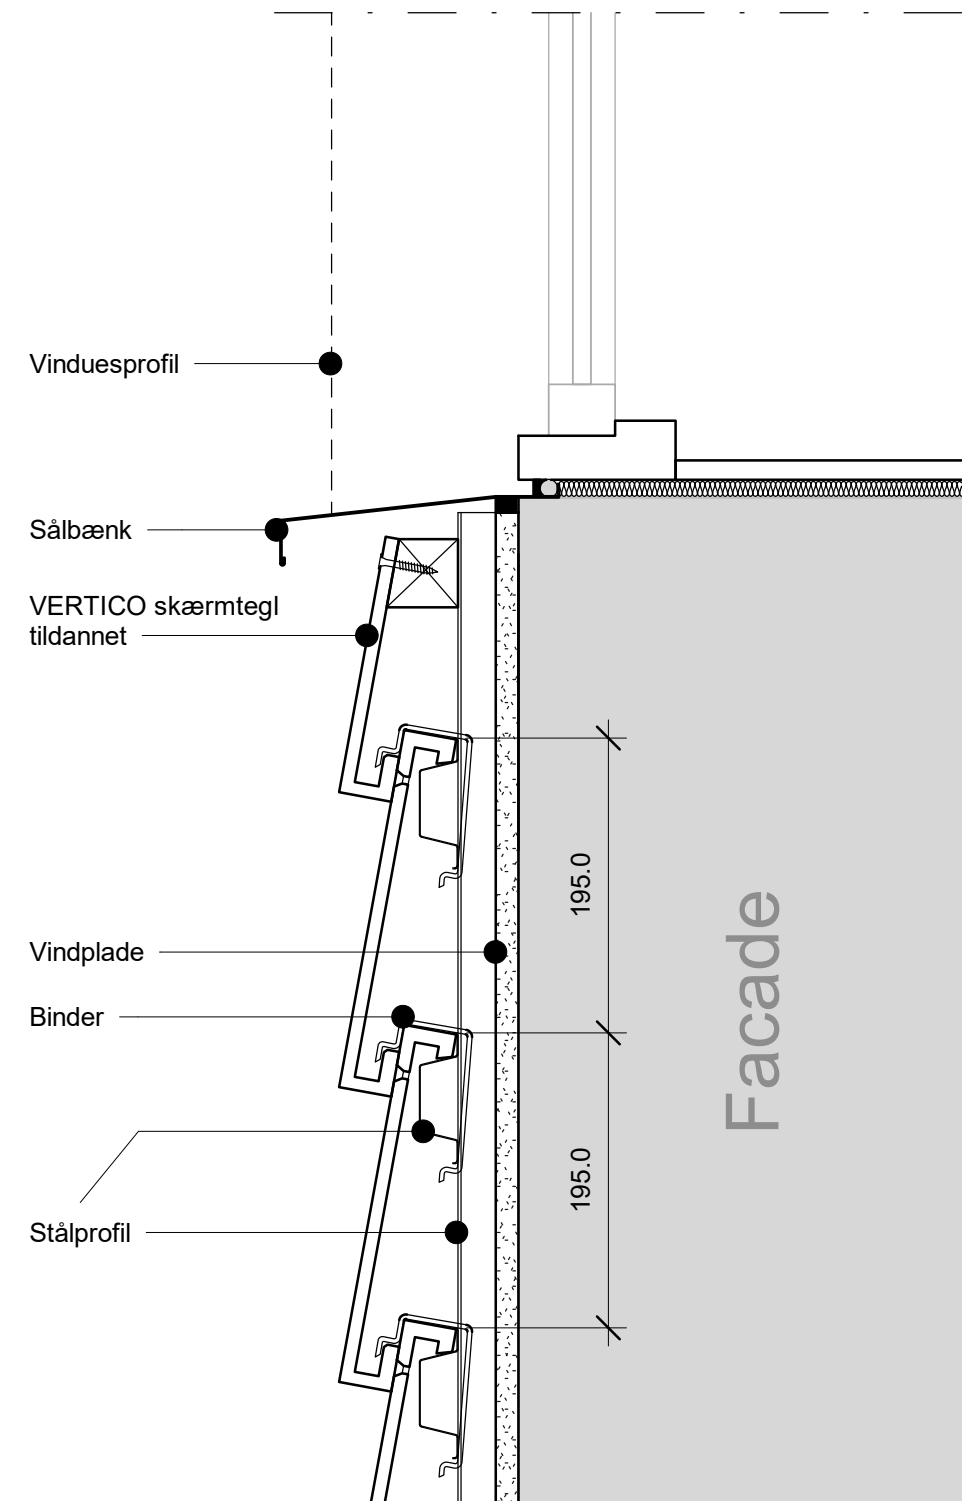 Vinduesprofil
Sålbænk
VERTICO skærmtegl
tildannet
195.0
Vindplade
Facade
Binder
195.0
Stålprofil